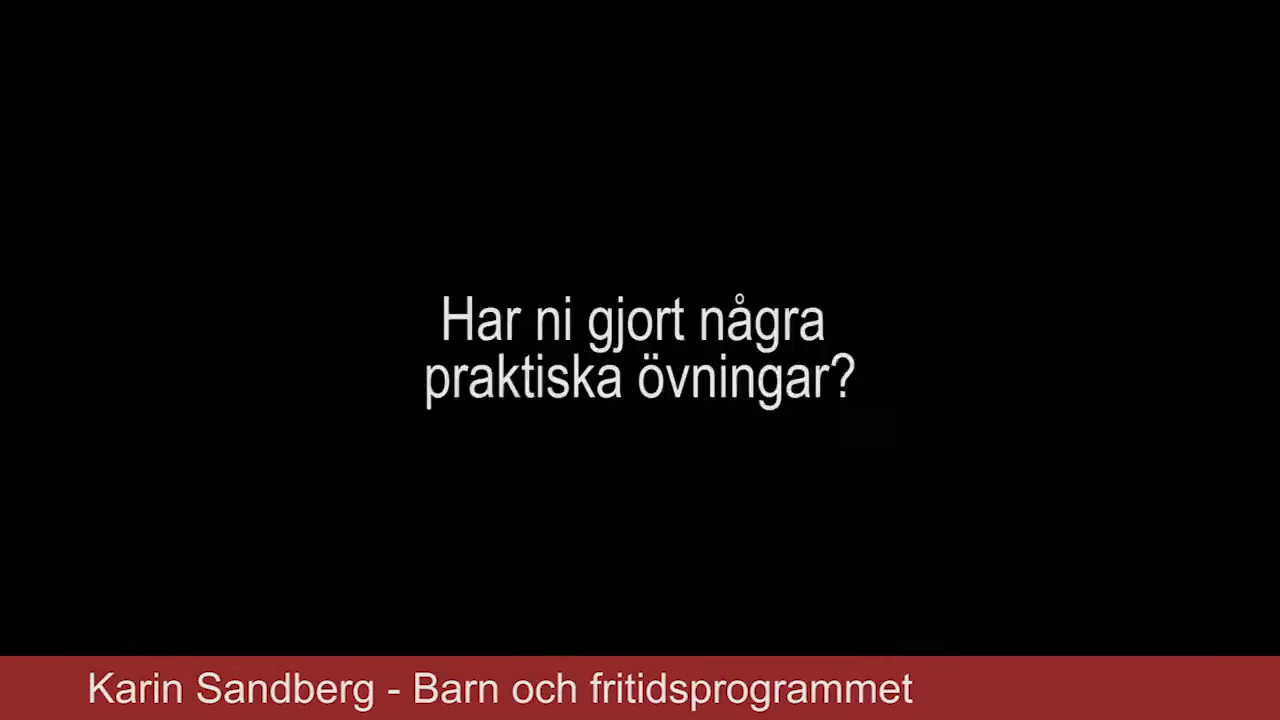 Har ni gjort några
praktiska övningar?
Karin Sandberg - Barn och fritidsprogrammet